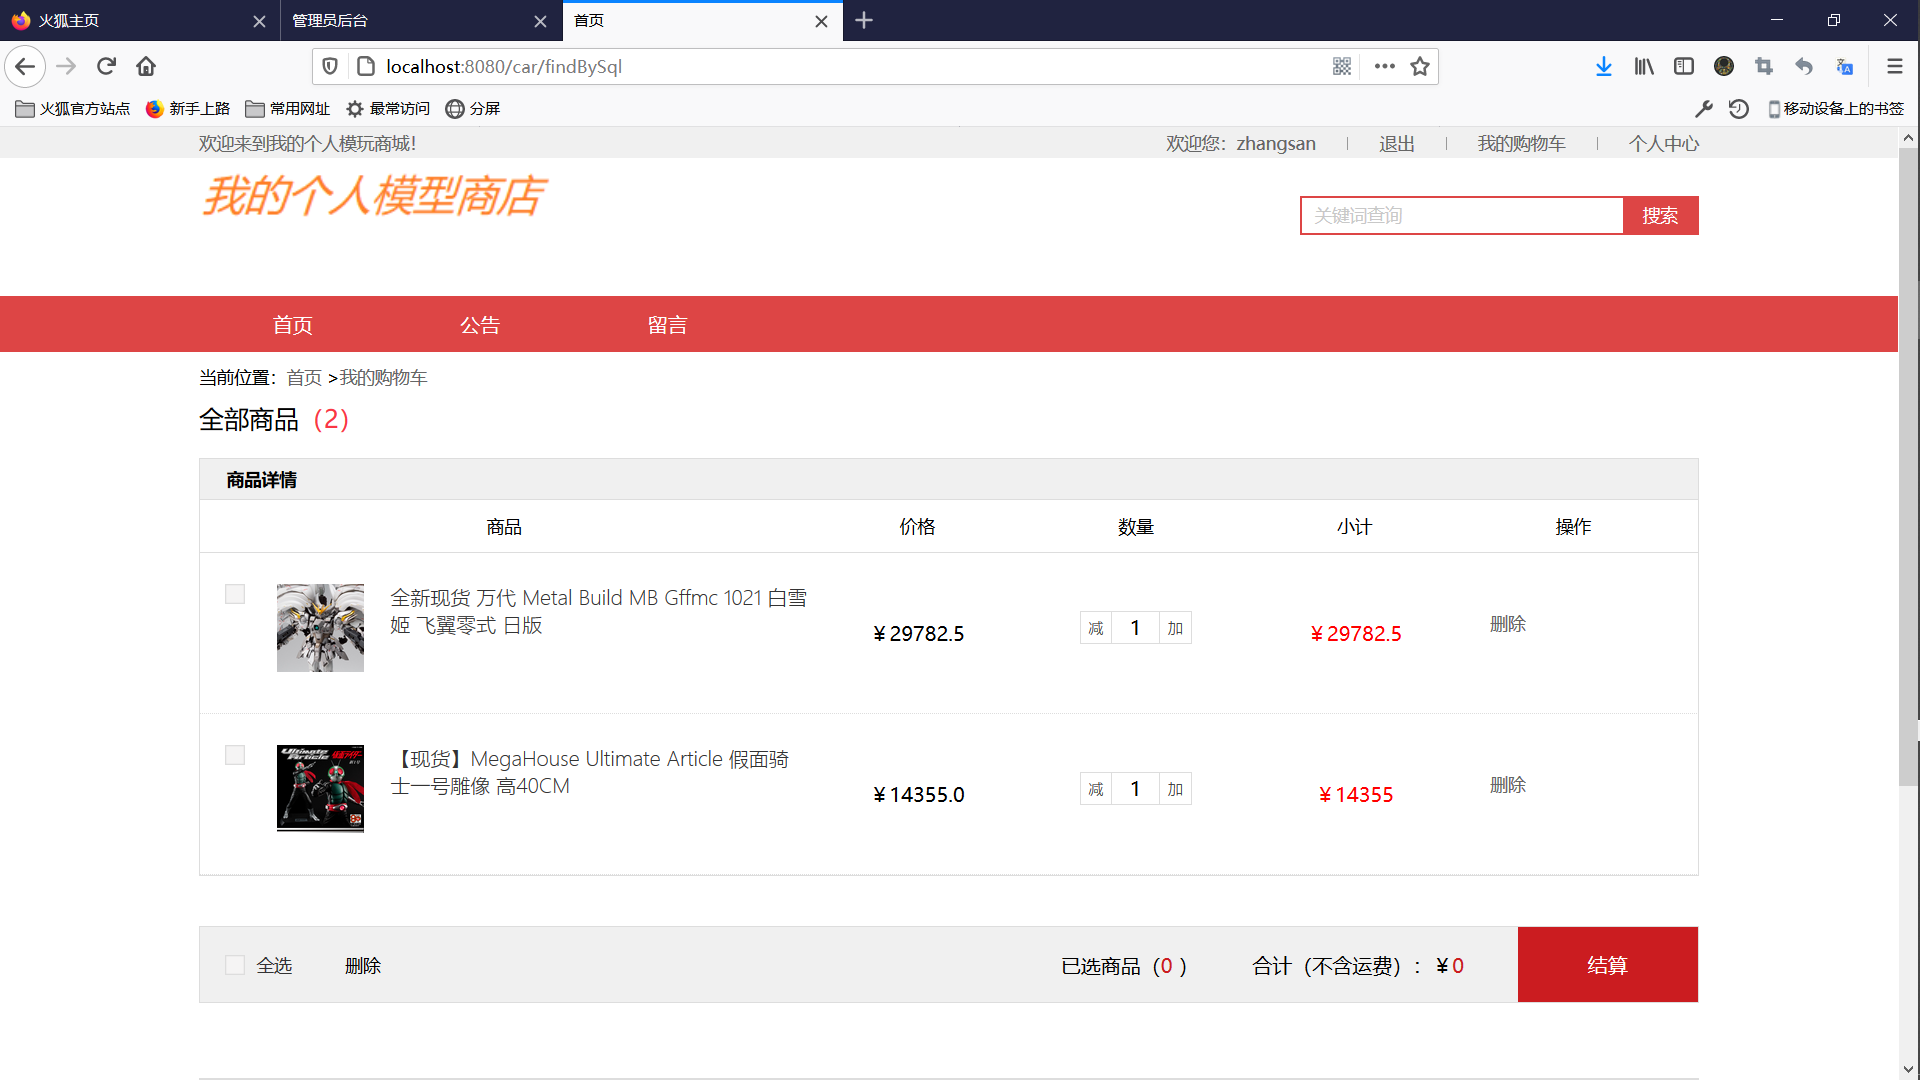 火狐主页
管理员后台
首页
localhost:8080/car/findBySql
火狐官方站点
新手上路
常用网址
最常访问
分屏
移动设备上的书签
欢迎来到我的个人模玩商城!
欢迎您：zhangsan
退出
我的购物车
个人中心
我的个人模型商店
关键词查询
搜索
首页
公告
留言
当前位置：首页 >我的购物车
全部商品（2）
商品详情
商品 价格 数量 小计 操作
全新现货 万代 Metal Build MB Gffmc 1021 白雪
姬 飞翼零式 日版
¥ 29782.5
减 1 加
¥ 29782.5
删除
Ultimate
Article
【现货】MegaHouse Ultimate Article 假面骑
士一号雕像 高40CM
¥ 14355.0
减 1 加
¥ 14355
删除
全选
删除
已选商品（0 ）
合计（不含运费）：¥ 0
结算